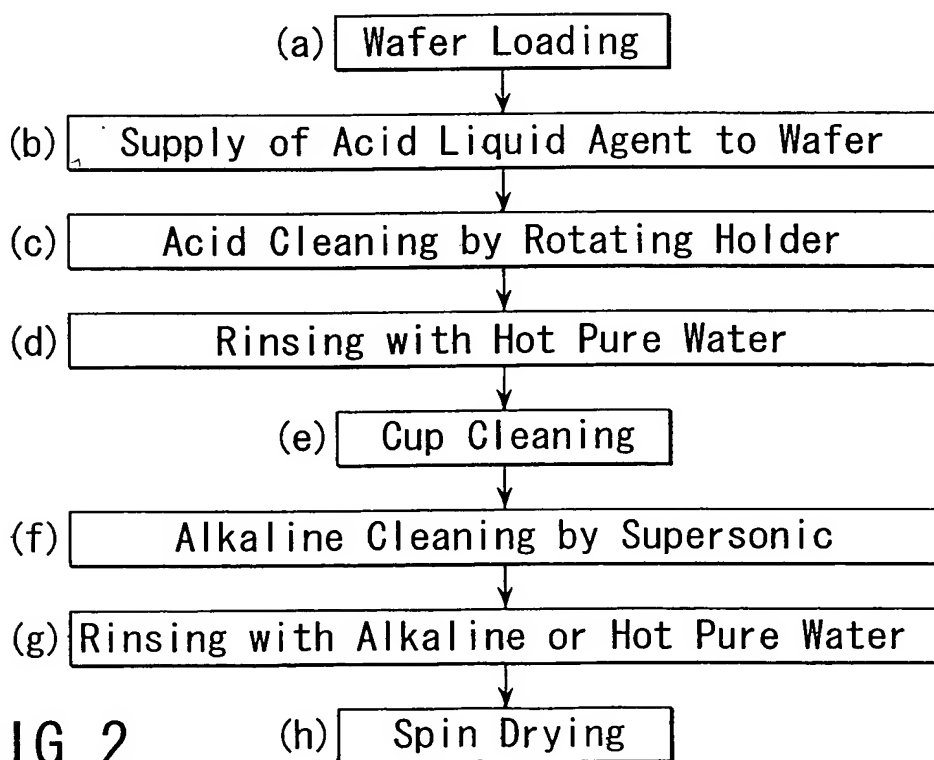 (a) Wafer Loading
(b) Supply of Acid Liquid Agent to Wafer
(c) Acid Cleaning by Rotating Holder
(d) Rinsing with Hot Pure Water
(e) Cup Cleaning
(f) Alkaline Cleaning by Supersonic
(g) Rinsing with Alkaline or Hot Pure Water
(h) Spin Drying
IG 2